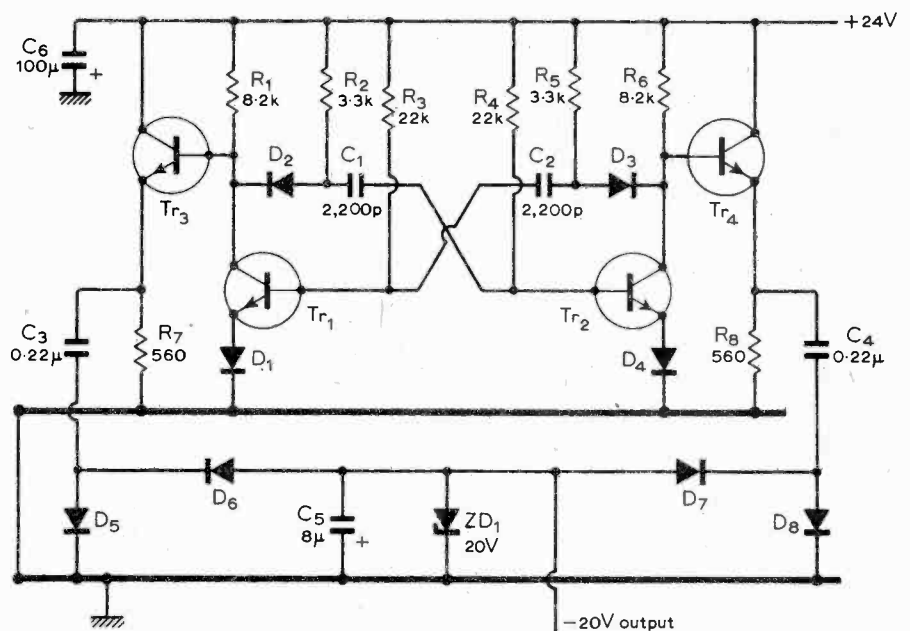 +24V
C6
100μ
+
R1
8·2k
R2
3·3k
R3
22k
R4
22k
R5
3·3k
R6
8·2k
D2
C1
2,200p
C2
2,200p
D3
Tr3
Tr4
Tr1
Tr2
C3
0·22μ
R7
560
D1
D4
R8
560
C4
0·22μ
D6
D7
D5
C5
8μ
+
ZD1
20V
D8
−20V output